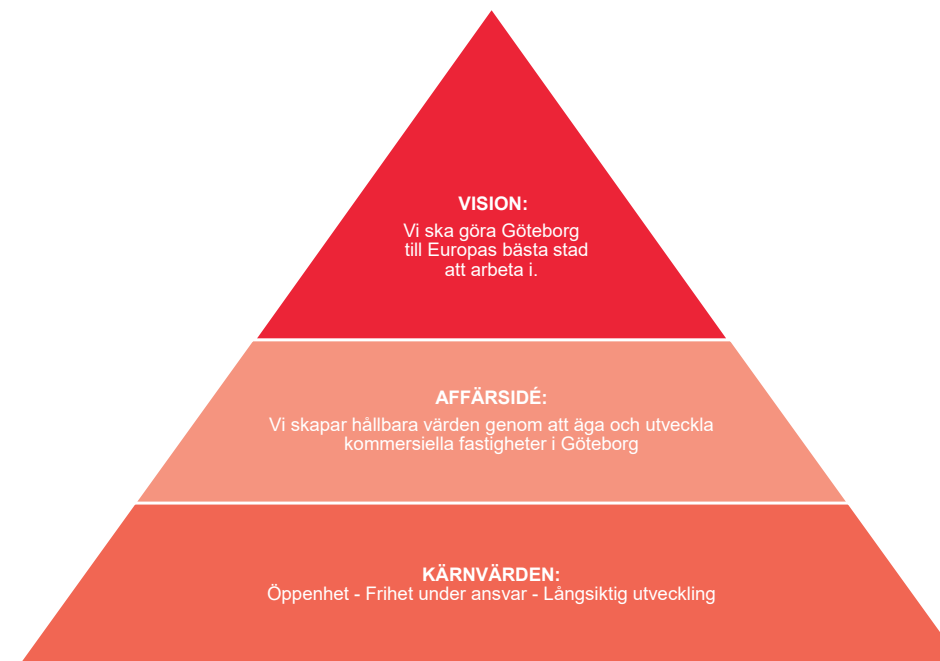 VISION:
Vi ska göra Göteborg
till Europas bästa stad
att arbeta i.
AFFÄRSIDÉ:
Vi skapar hållbara värden genom att äga och utveckla
kommersiella fastigheter i Göteborg
KÄRNVÄRDEN:
Öppenhet - Frihet under ansvar - Långsiktig utveckling